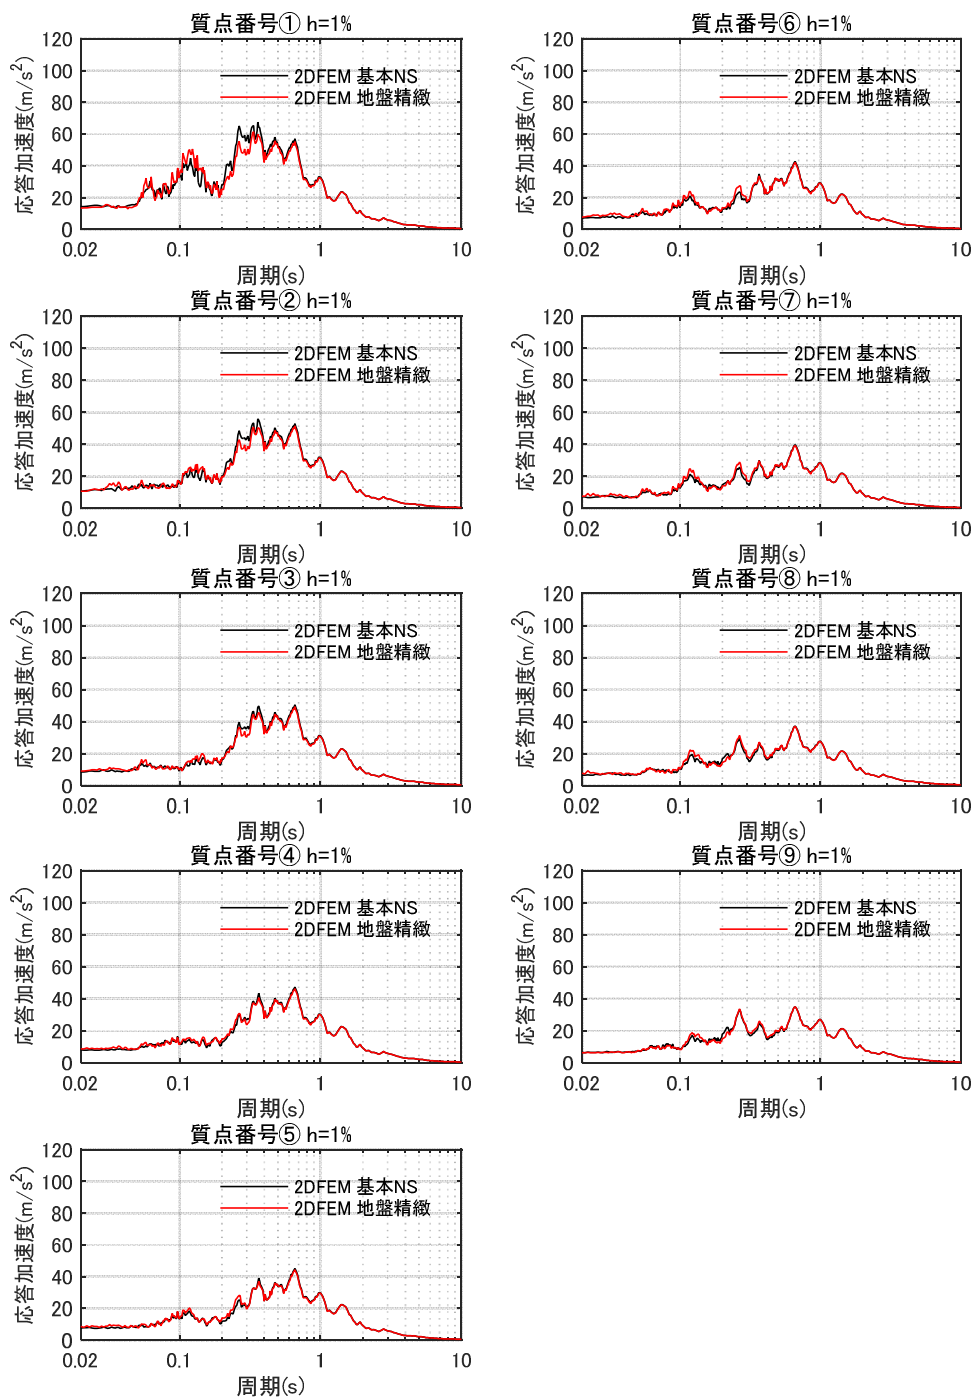 質点番号① h=1%
応答加速度(m/s²)
120
100
80
60
40
20
0
2DFEM 基本NS
2DFEM 地盤精緻
0.02
0.1
1
10
周期(s)
質点番号② h=1%
応答加速度(m/s²)
120
100
80
60
40
20
0
2DFEM 基本NS
2DFEM 地盤精緻
0.02
0.1
1
10
周期(s)
質点番号③ h=1%
応答加速度(m/s²)
120
100
80
60
40
20
0
2DFEM 基本NS
2DFEM 地盤精緻
0.02
0.1
1
10
周期(s)
質点番号④ h=1%
応答加速度(m/s²)
120
100
80
60
40
20
0
2DFEM 基本NS
2DFEM 地盤精緻
0.02
0.1
1
10
周期(s)
質点番号⑤ h=1%
応答加速度(m/s²)
120
100
80
60
40
20
0
2DFEM 基本NS
2DFEM 地盤精緻
0.02
0.1
1
10
周期(s)
質点番号⑥ h=1%
応答加速度(m/s²)
120
100
80
60
40
20
0
2DFEM 基本NS
2DFEM 地盤精緻
0.02
0.1
1
10
周期(s)
質点番号⑦ h=1%
応答加速度(m/s²)
120
100
80
60
40
20
0
2DFEM 基本NS
2DFEM 地盤精緻
0.02
0.1
1
10
周期(s)
質点番号⑧ h=1%
応答加速度(m/s²)
120
100
80
60
40
20
0
2DFEM 基本NS
2DFEM 地盤精緻
0.02
0.1
1
10
周期(s)
質点番号⑨ h=1%
応答加速度(m/s²)
120
100
80
60
40
20
0
2DFEM 基本NS
2DFEM 地盤精緻
0.02
0.1
1
10
周期(s)